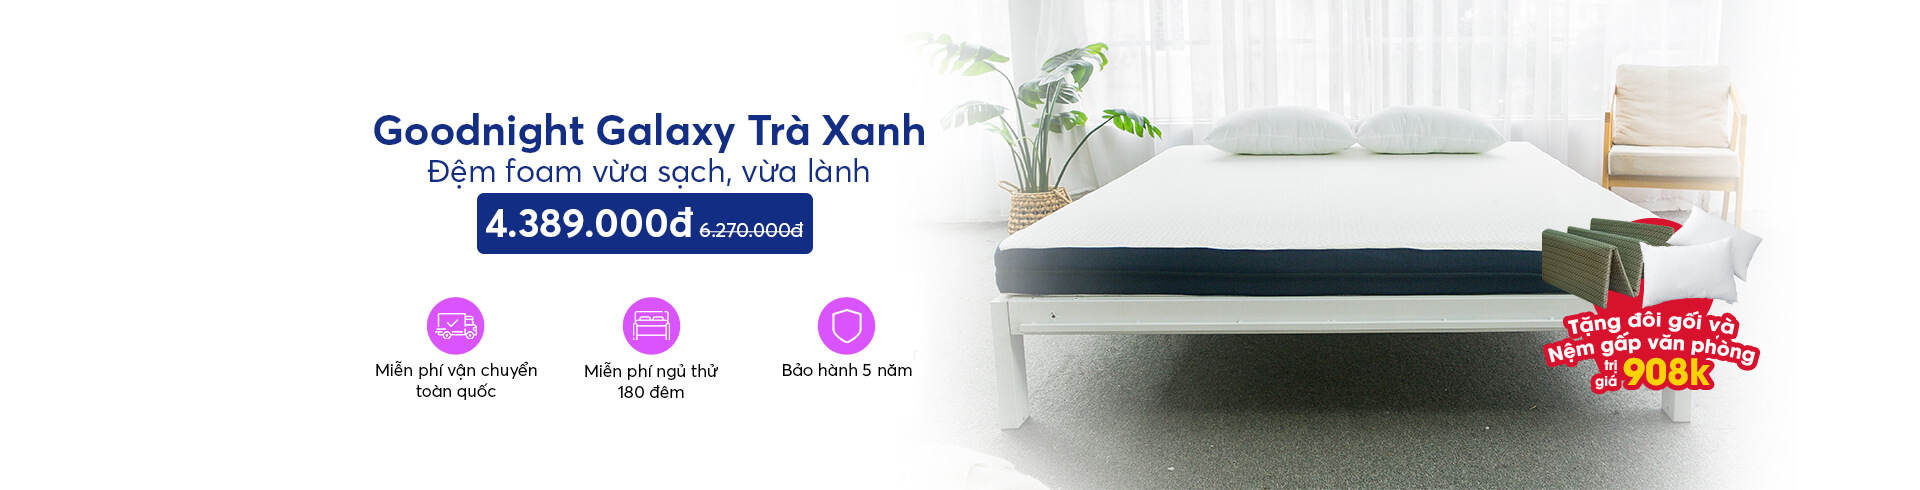 Goodnight Galaxy Trà Xanh
Đệm foam vừa sạch, vừa lành
4.389.000đ 6.270.000đ
Miễn phí vận chuyển
toàn quốc
Miễn phí ngủ thử
180 đêm
Bảo hành 5 năm
Tặng đôi gối và
Nệm gấp văn phòng
trị
giá 908k